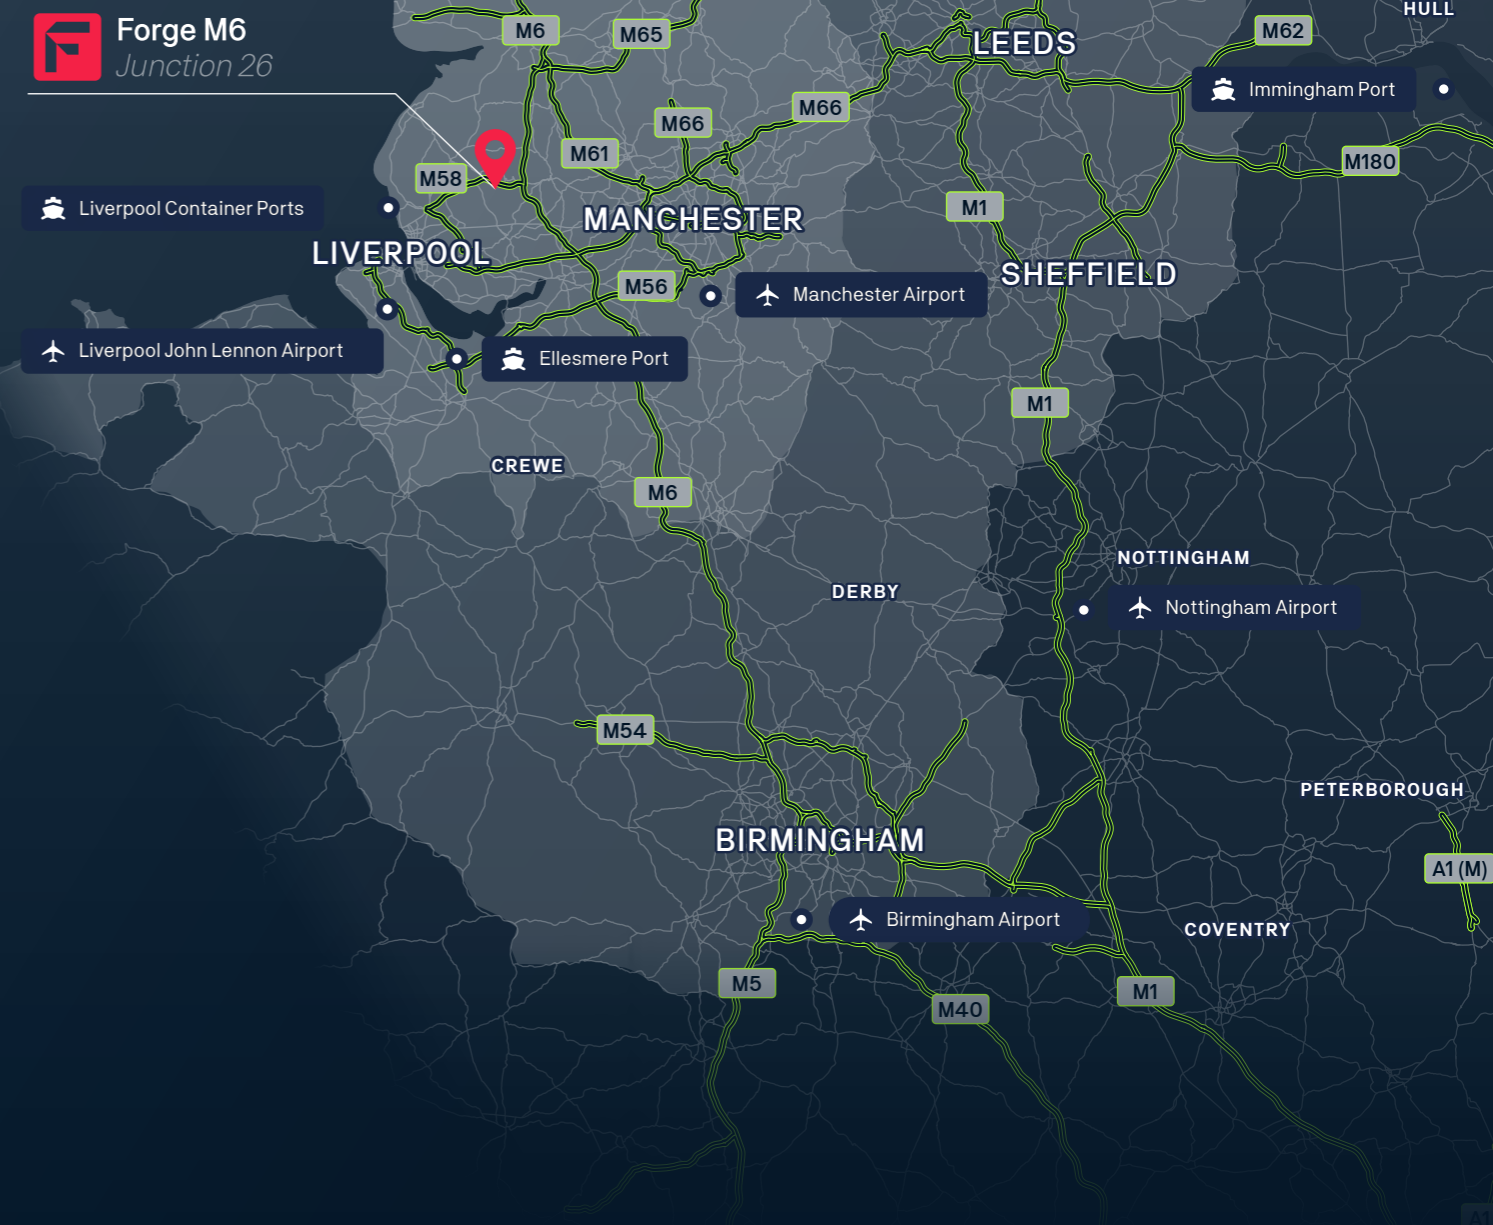 HULL
Forge M6
Junction 26
M6
M65
LEEDS
M62
Immingham Port
M66
M66
M61
M180
M58
Liverpool Container Ports
M1
MANCHESTER
LIVERPOOL
SHEFFIELD
M56
Manchester Airport
Liverpool John Lennon Airport
Ellesmere Port
M1
CREWE
M6
NOTTINGHAM
DERBY
Nottingham Airport
M54
PETERBOROUGH
BIRMINGHAM
A1 (M)
Birmingham Airport
COVENTRY
M5
M1
M40